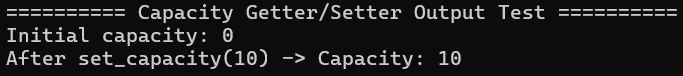 ========== Capacity Getter/Setter Output Test ==========
Initial capacity: 0
After set_capacity(10) -> Capacity: 10